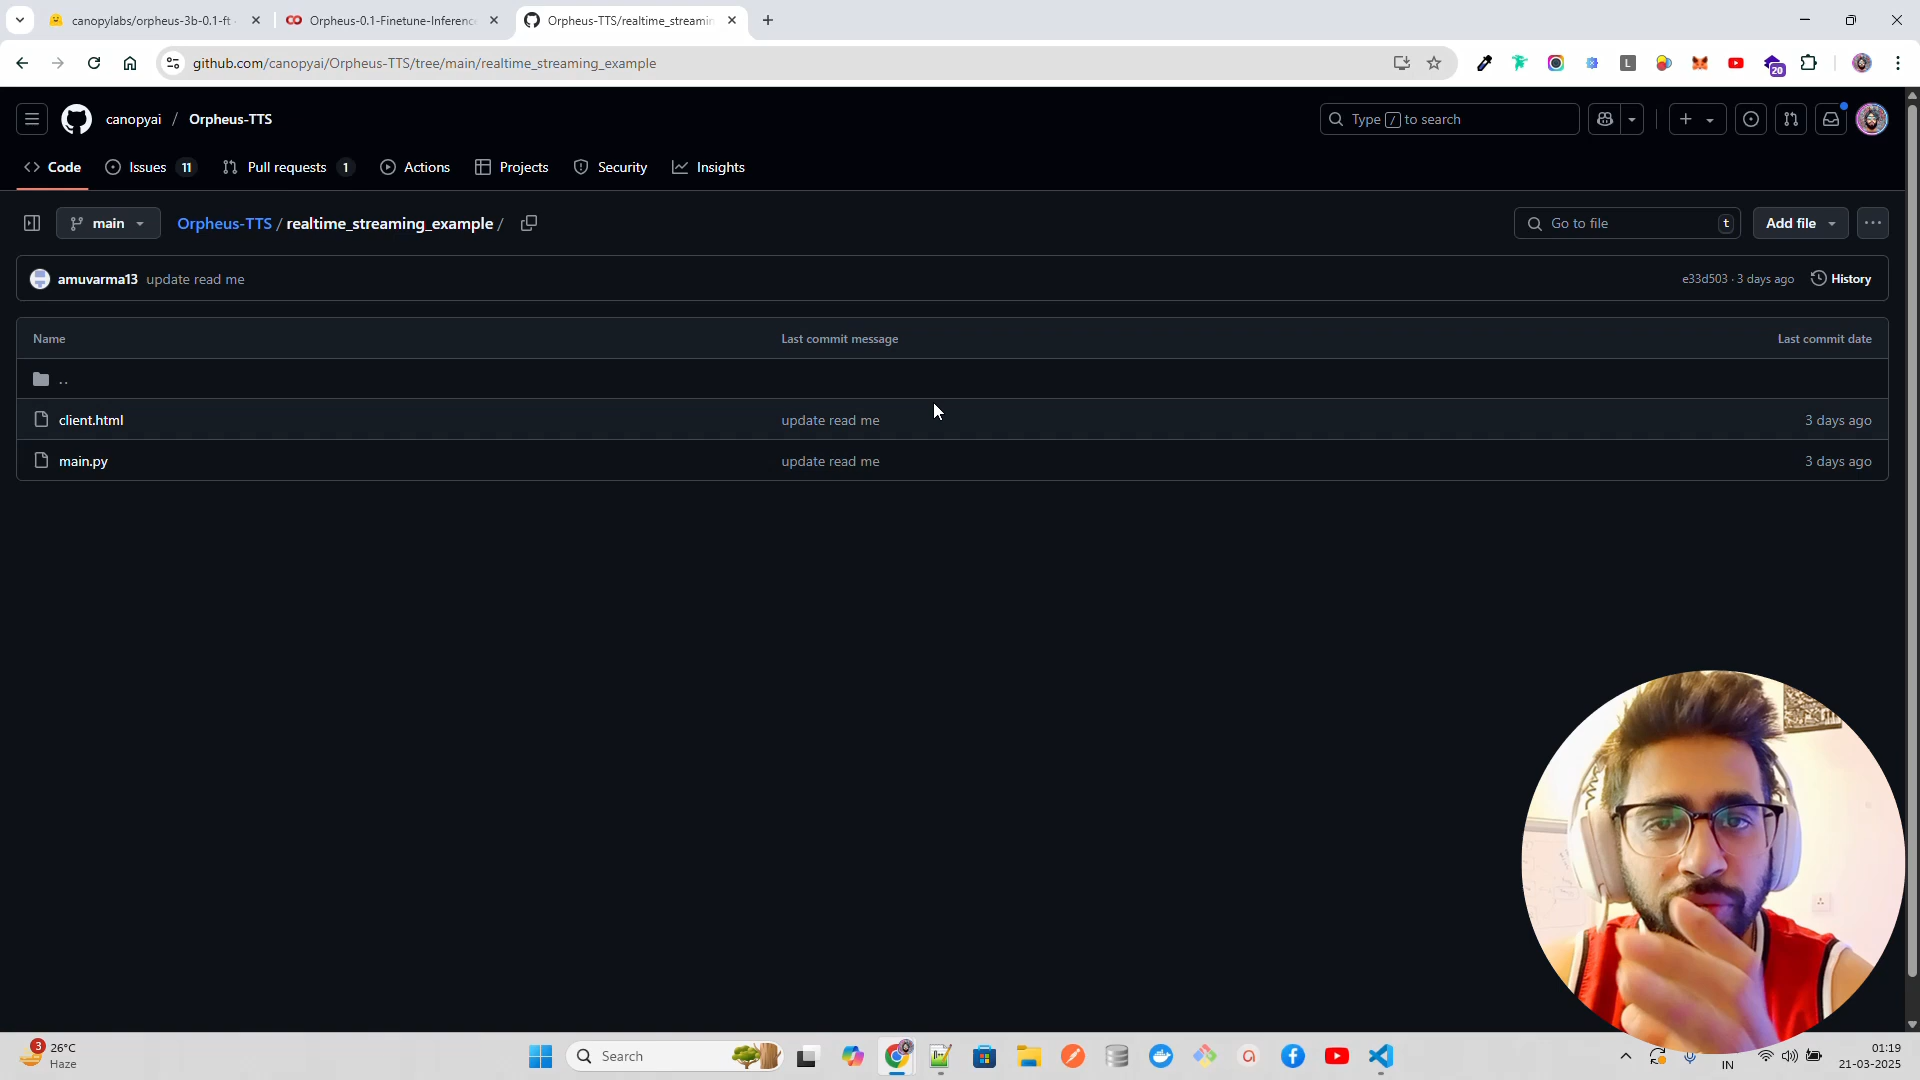 canopylabs/orpheus-3b-0.1-ft
Orpheus-0.1-Finetune-Inferenc
Orpheus-TTS/realtime_streamin
github.com/canopyai/Orpheus-TTS/tree/main/realtime_streaming_example
20
canopyai / Orpheus-TTS
Type / to search
Code
Issues 11
Pull requests 1
Actions
Projects
Security
Insights
main
Orpheus-TTS / realtime_streaming_example /
Go to file t
Add file
amuvarma13 update read me
e33d503 · 3 days ago
History
Name Last commit message Last commit date
..
client.html update read me 3 days ago
main.py update read me 3 days ago
3
26°C
Haze
Search
IN
01:19
21-03-2025